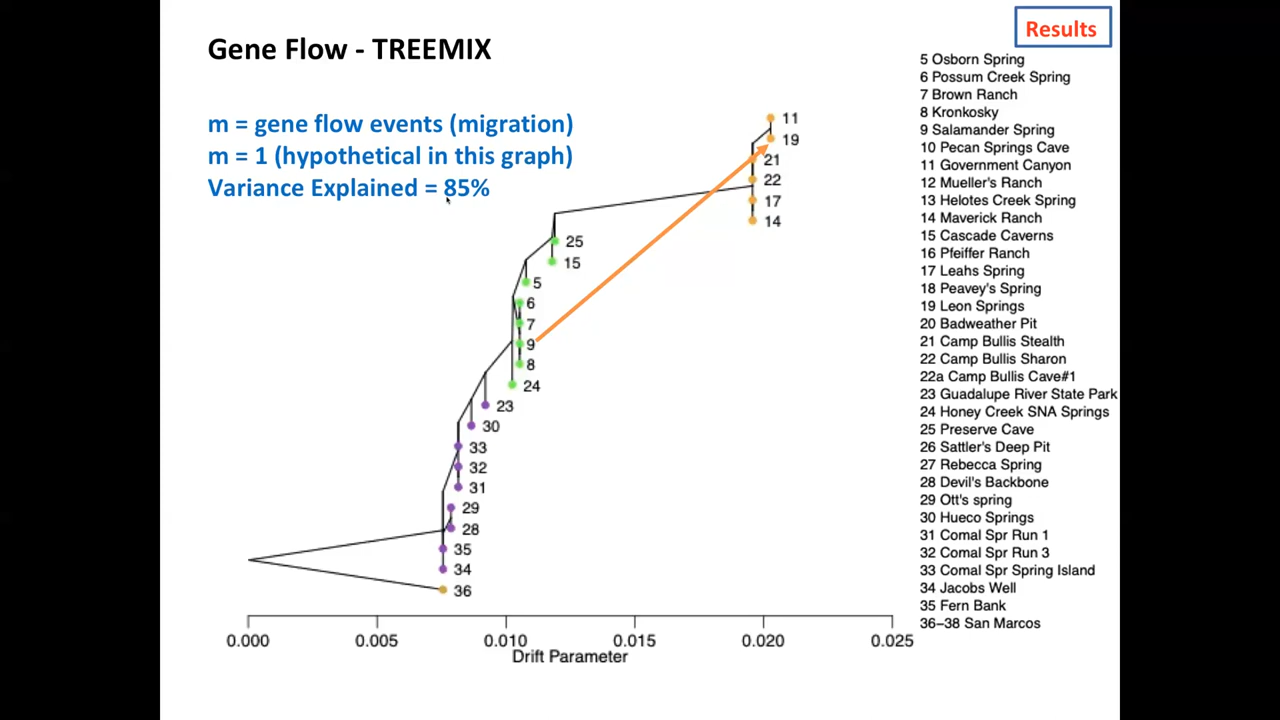 Results
Gene Flow - TREEMIX
m = gene flow events (migration)
m = 1 (hypothetical in this graph)
Variance Explained = 85%
11
19
21
22
17
14
25
15
5
6
7
9
8
24
23
30
33
32
31
29
28
35
34
36
0.000 0.005 0.010 0.015 0.020 0.025
Drift Parameter
5 Osborn Spring
6 Possum Creek Spring
7 Brown Ranch
8 Kronkosky
9 Salamander Spring
10 Pecan Springs Cave
11 Government Canyon
12 Mueller's Ranch
13 Helotes Creek Spring
14 Maverick Ranch
15 Cascade Caverns
16 Pfeiffer Ranch
17 Leahs Spring
18 Peavey's Spring
19 Leon Springs
20 Badweather Pit
21 Camp Bullis Stealth
22 Camp Bullis Sharon
22a Camp Bullis Cave#1
23 Guadalupe River State Park
24 Honey Creek SNA Springs
25 Preserve Cave
26 Sattler's Deep Pit
27 Rebecca Spring
28 Devil's Backbone
29 Ott's spring
30 Hueco Springs
31 Comal Spr Run 1
32 Comal Spr Run 3
33 Comal Spr Spring Island
34 Jacobs Well
35 Fern Bank
36–38 San Marcos